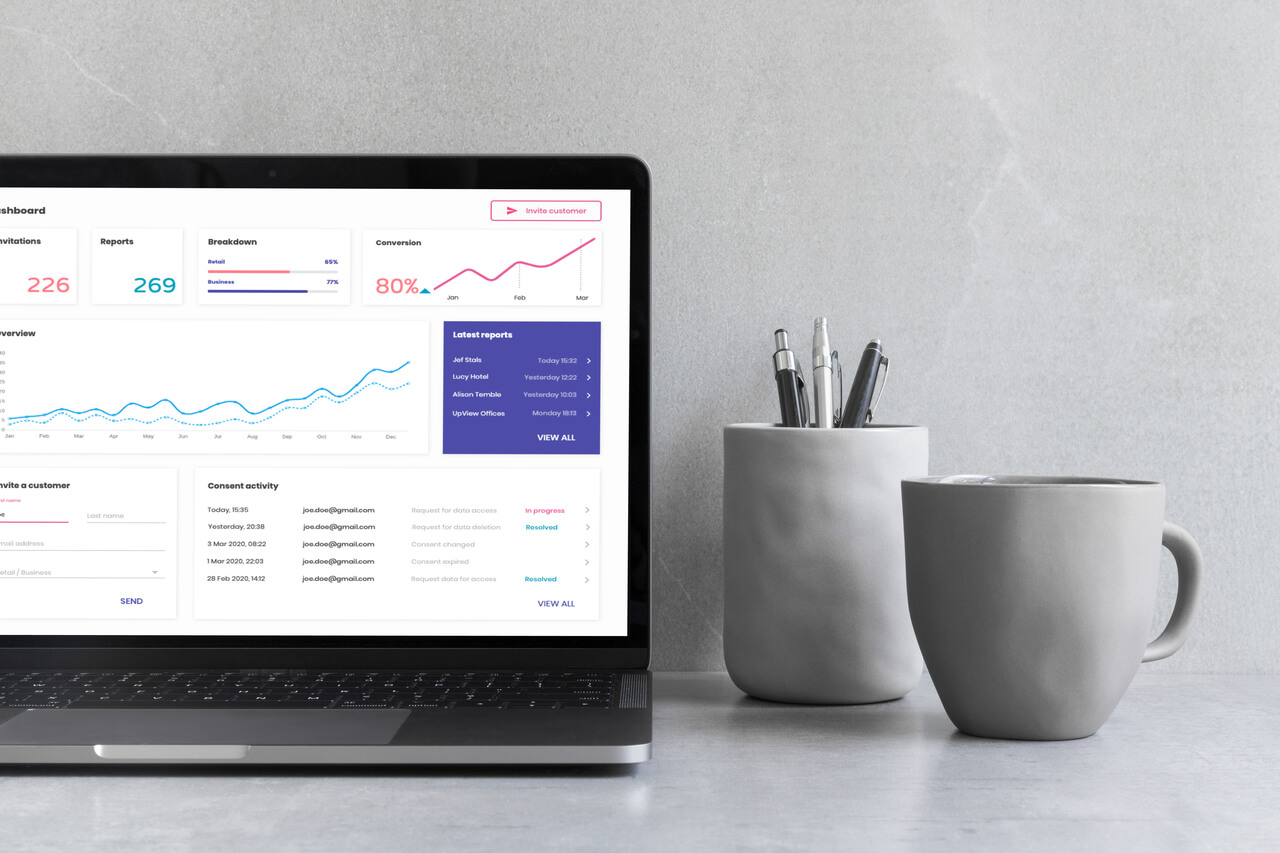 shboard
Invite customer
nvitations
226
Reports
269
Breakdown
Retail 65%
Business 77%
Conversion
80%
Jan Feb Mar
verview
Jan Feb Mar Apr May Jun Jul Aug Sep Oct Nov Dec
Latest reports
Jef Stals Today 15:32
Lucy Hotel Yesterday 12:22
Alison Temble Yesterday 10:03
UpView Offices Monday 18:13
VIEW ALL
nvite a customer
st name
oe
Last name
mail address
etail / Business
SEND
Consent activity
Today, 15:35 joe.doe@gmail.com Request for data access In progress
Yesterday, 20:38 joe.doe@gmail.com Request for data deletion Resolved
3 Mar 2020, 08:22 joe.doe@gmail.com Consent changed
1 Mar 2020, 22:03 joe.doe@gmail.com Consent expired
28 Feb 2020, 14:12 joe.doe@gmail.com Request data for access Resolved
VIEW ALL